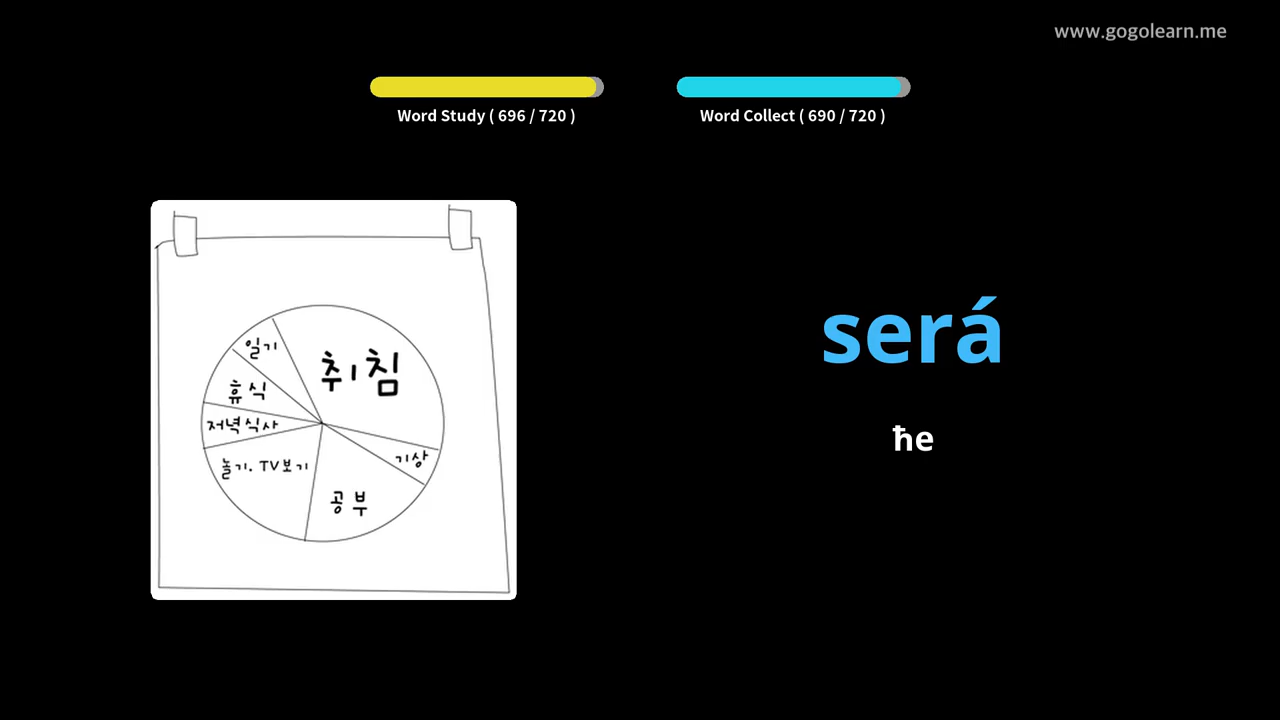 www.gogolearn.me
Word Study ( 696 / 720 )
Word Collect ( 690 / 720 )
일기
취침
휴식
저녁식사
놀기. TV보기
기상
공부
será
ħe